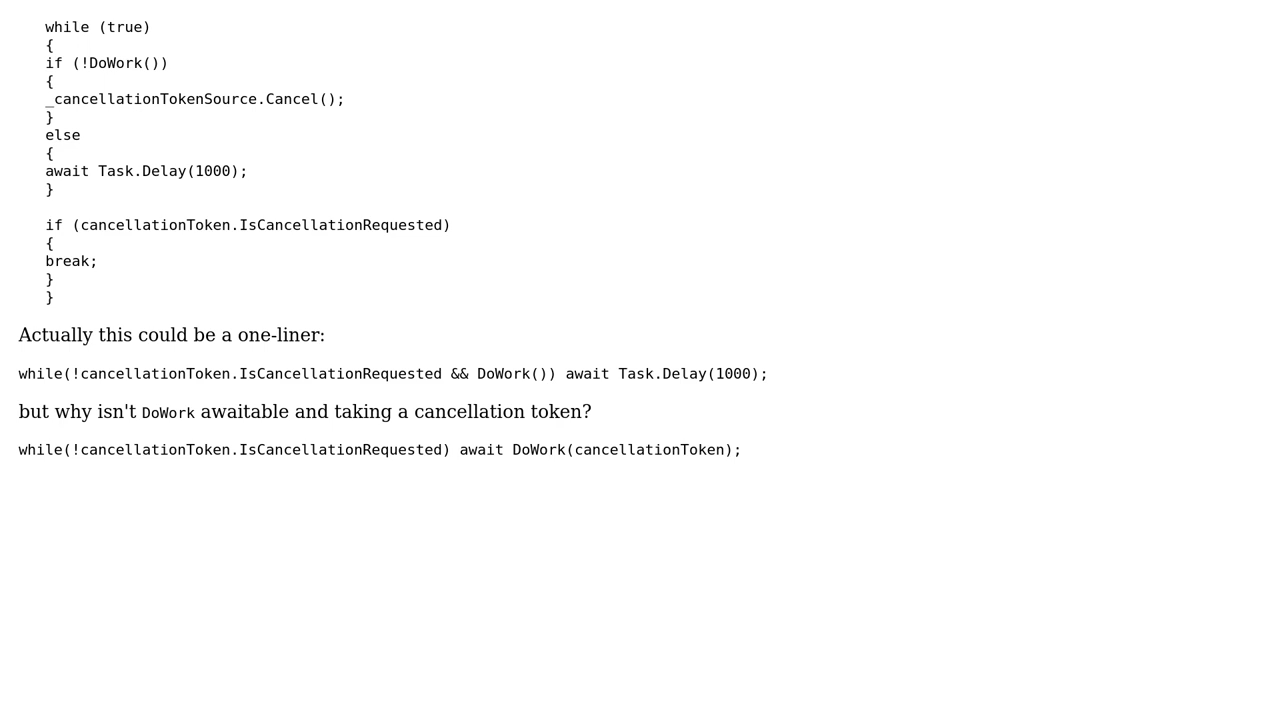 while (true)
{
if (!DoWork())
{
_cancellationTokenSource.Cancel();
}
else
{
await Task.Delay(1000);
}

if (cancellationToken.IsCancellationRequested)
{
break;
}
}
Actually this could be a one-liner:
while(!cancellationToken.IsCancellationRequested && DoWork()) await Task.Delay(1000);
but why isn't DoWork awaitable and taking a cancellation token?
while(!cancellationToken.IsCancellationRequested) await DoWork(cancellationToken);